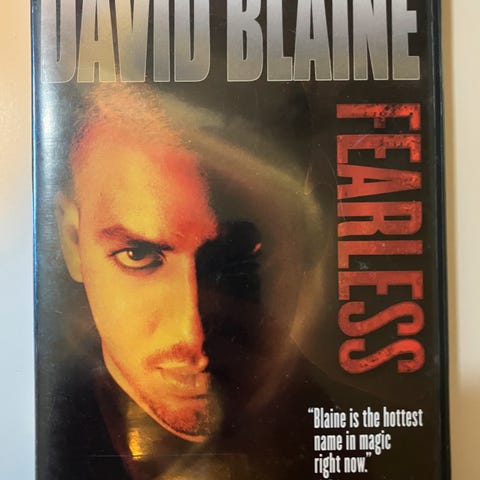 DAVID BLAINE
FEARLESS
"Blaine is the hottest
name in magic
right now."